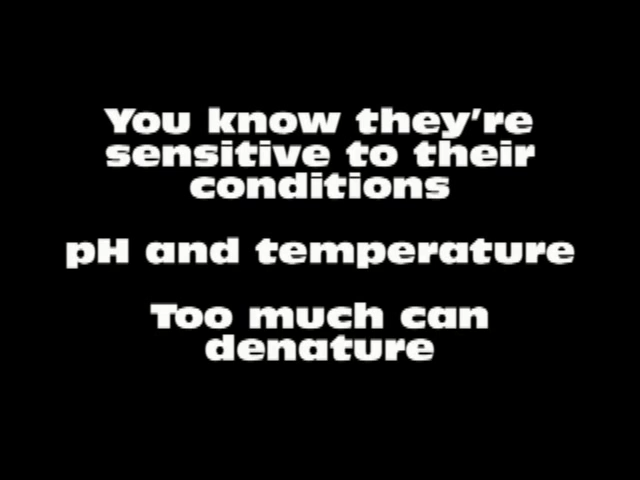 You know they're
sensitive to their
conditions
pH and temperature
Too much can
denature